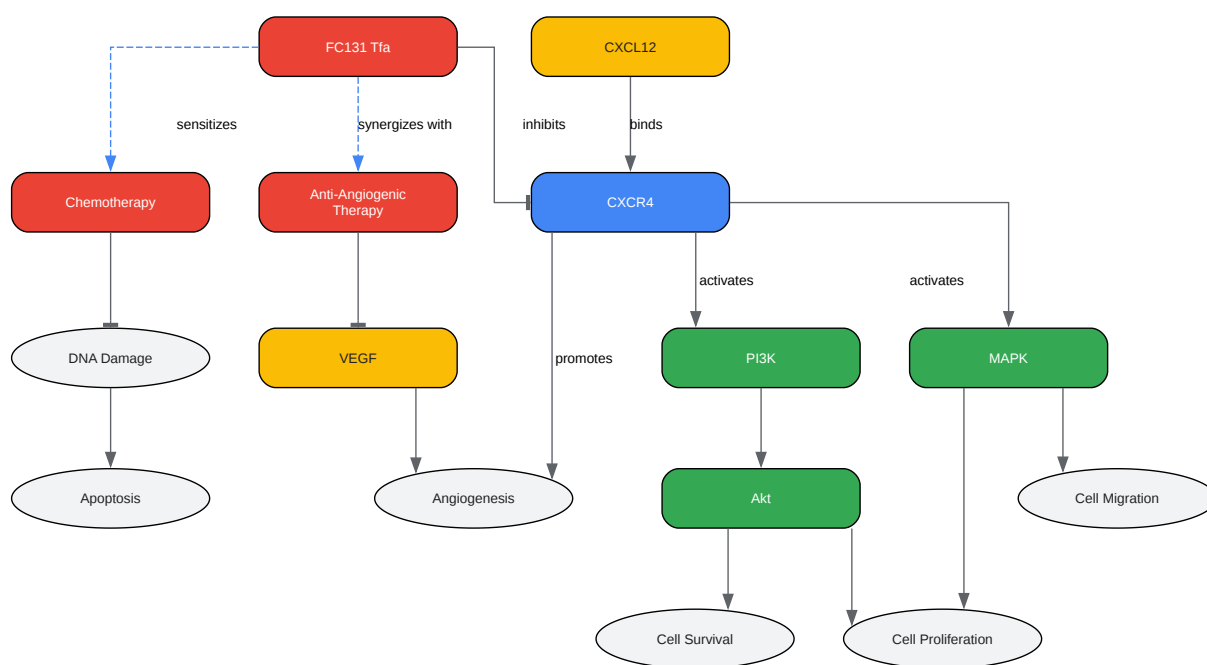 FC131 Tfa
CXCL12
sensitizes
synergizes with
inhibits
binds
Chemotherapy
Anti-Angiogenic
Therapy
CXCR4
activates
activates
DNA Damage
VEGF
promotes
PI3K
MAPK
Apoptosis
Angiogenesis
Akt
Cell Migration
Cell Survival
Cell Proliferation